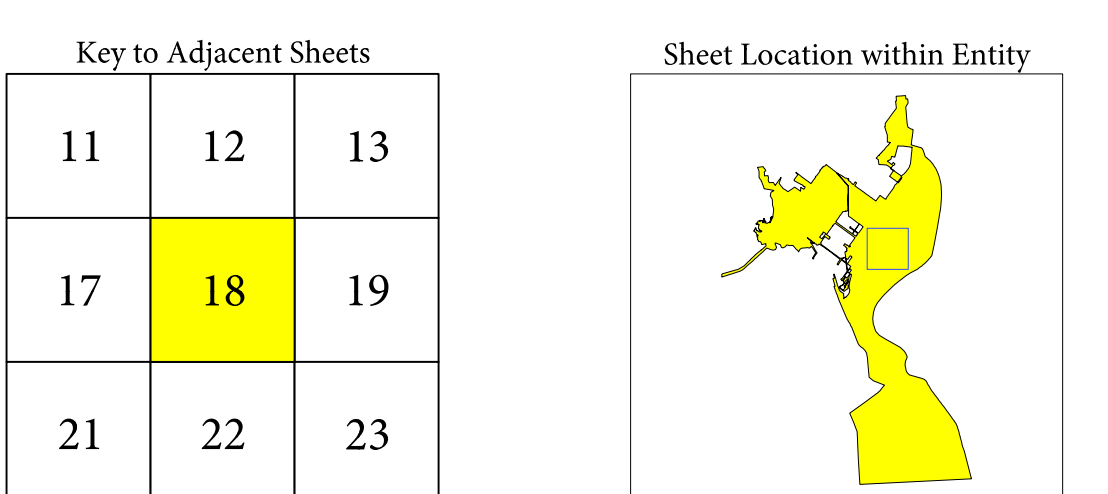 Key to Adjacent Sheets
11 12 13
17 18 19
21 22 23
Sheet Location within Entity